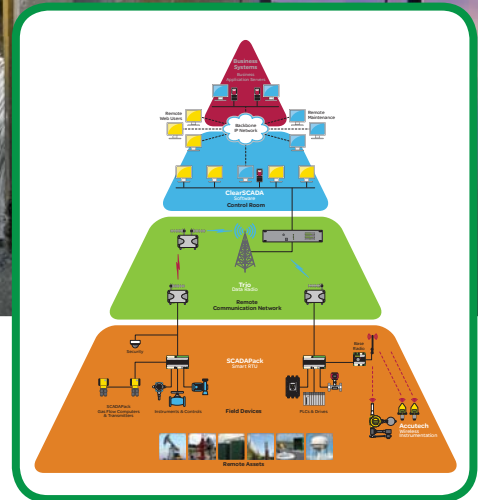 Business
Systems
Business
Application Servers
Remote
Web Users
Backbone
IP Network
Remote
Maintenance
ClearSCADA
Software
Control Room
Trio
Data Radio
Remote
Communication Network
Security
SCADAPack
Smart RTU
Base
Radio
SCADAPack
Gas Flow Computers
& Transmitters
Instruments & Controls
Field Devices
PLCs & Drives
Accutech
Wireless
Instrumentation
Remote Assets